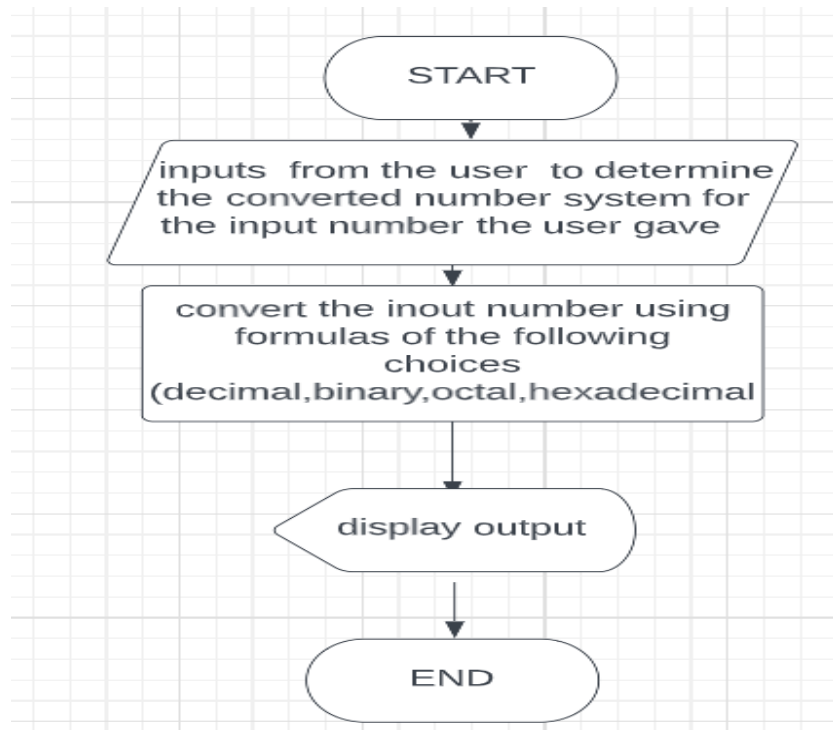 START
inputs from the user to determine
the converted number system for
the input number the user gave
convert the inout number using
formulas of the following
choices
(decimal,binary,octal,hexadecimal
display output
END